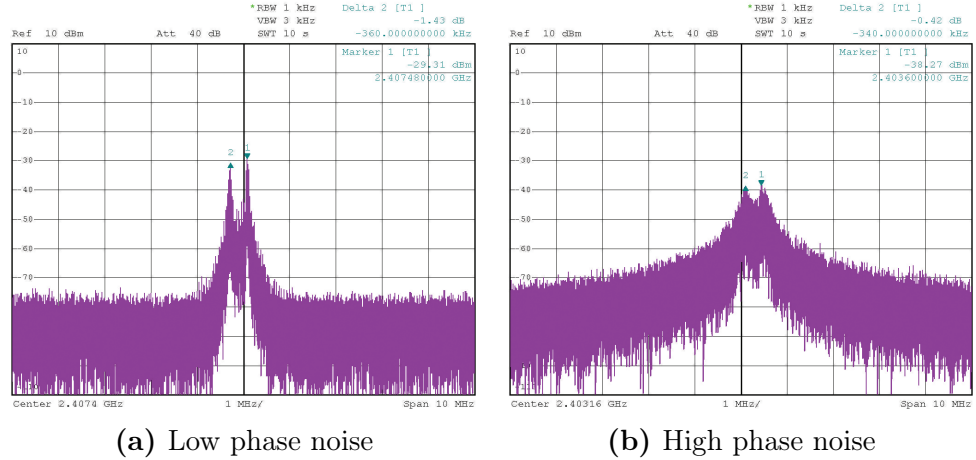 *RBW 1 kHz Delta 2 [T1 ]
VBW 3 kHz -1.43 dB
Ref 10 dBm Att 40 dB SWT 10 s -360.000000000 kHz
10
Marker 1 [T1 ]
-29.31 dBm
2.407480000 GHz
0
-10
-20
2
1
-30
-40
-50
-60
-70
-80
-90
Center 2.4074 GHz 1 MHz/ Span 10 MHz
(a) Low phase noise
*RBW 1 kHz Delta 2 [T1 ]
VBW 3 kHz -0.42 dB
Ref 10 dBm Att 40 dB SWT 10 s -340.000000000 kHz
10
Marker 1 [T1 ]
-38.27 dBm
2.403600000 GHz
0
-10
-20
-30
2
1
-40
-50
-60
-70
-80
-90
Center 2.40316 GHz 1 MHz/ Span 10 MHz
(b) High phase noise